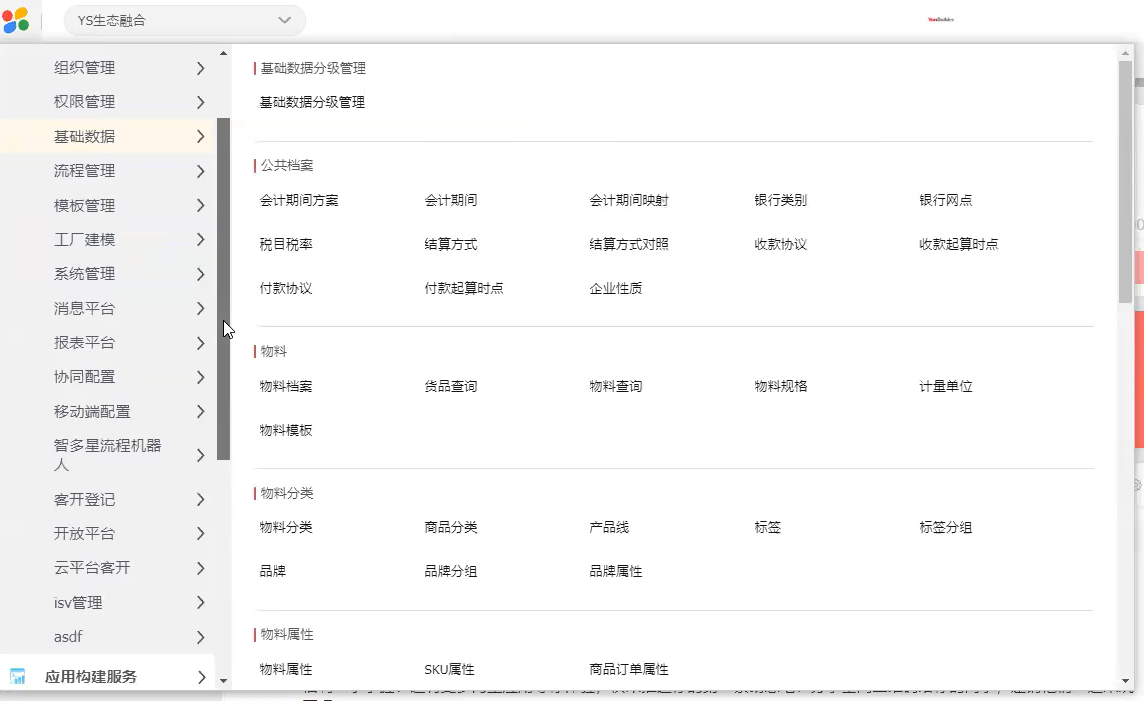 YS生态融合
组织管理
权限管理
基础数据
流程管理
模板管理
工厂建模
系统管理
消息平台
报表平台
协同配置
移动端配置
智多星流程机器
人
客开登记
开放平台
云平台客开
isv管理
asdf
应用构建服务
基础数据分级管理
基础数据分级管理
公共档案
会计期间方案 会计期间 会计期间映射 银行类别 银行网点
税目税率 结算方式 结算方式对照 收款协议 收款起算时点
付款协议 付款起算时点 企业性质
物料
物料档案 货品查询 物料查询 物料规格 计量单位
物料模板
物料分类
物料分类 商品分类 产品线 标签 标签分组
品牌 品牌分组 品牌属性
物料属性
物料属性 SKU属性 商品订单属性